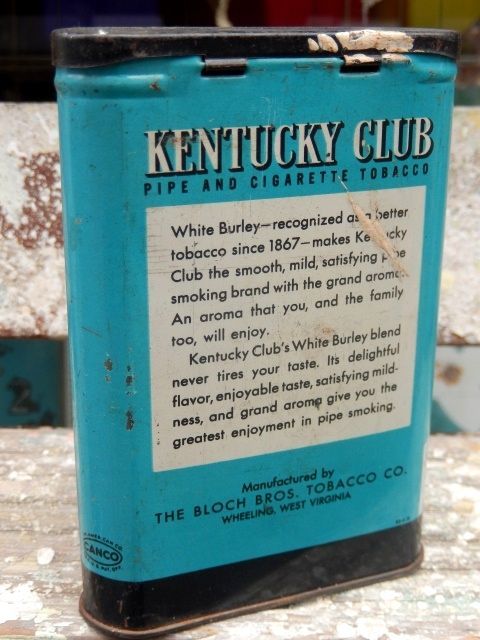 KENTUCKY CLUB
PIPE AND CIGARETTE TOBACCO
White Burley—recognized as a better
tobacco since 1867—makes Kentucky
Club the smooth, mild, satisfying pipe
smoking brand with the grand aroma.
An aroma that you, and the family
too, will enjoy.
Kentucky Club's White Burley blend
never tires your taste. Its delightful
flavor, enjoyable taste, satisfying mild-
ness, and grand aroma give you the
greatest enjoyment in pipe smoking.
Manufactured by
THE BLOCH BROS. TOBACCO CO.
WHEELING, WEST VIRGINIA
CANCO
2